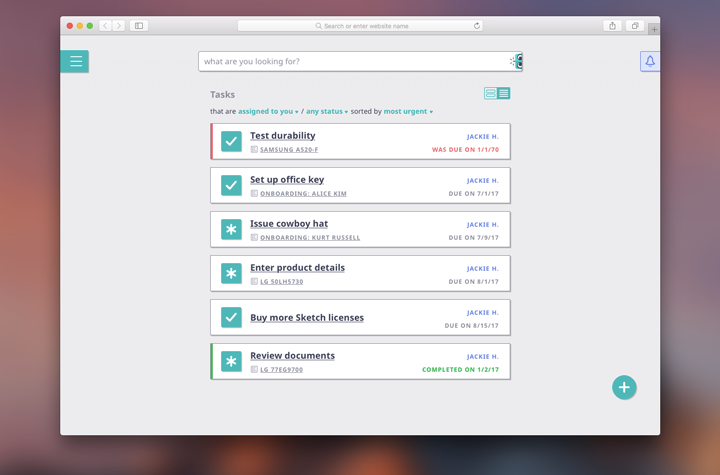 Search or enter website name
what are you looking for?
Tasks
that are assigned to you / any status sorted by most urgent
Test durability
JACKIE H.
SAMSUNG A520-F
WAS DUE ON 1/1/70
Set up office key
JACKIE H.
ONBOARDING: ALICE KIM
DUE ON 7/1/17
Issue cowboy hat
JACKIE H.
ONBOARDING: KURT RUSSELL
DUE ON 7/9/17
Enter product details
JACKIE H.
LG 50LH5730
DUE ON 8/1/17
Buy more Sketch licenses
JACKIE H.
DUE ON 8/15/17
Review documents
JACKIE H.
LG 77EG9700
COMPLETED ON 1/2/17